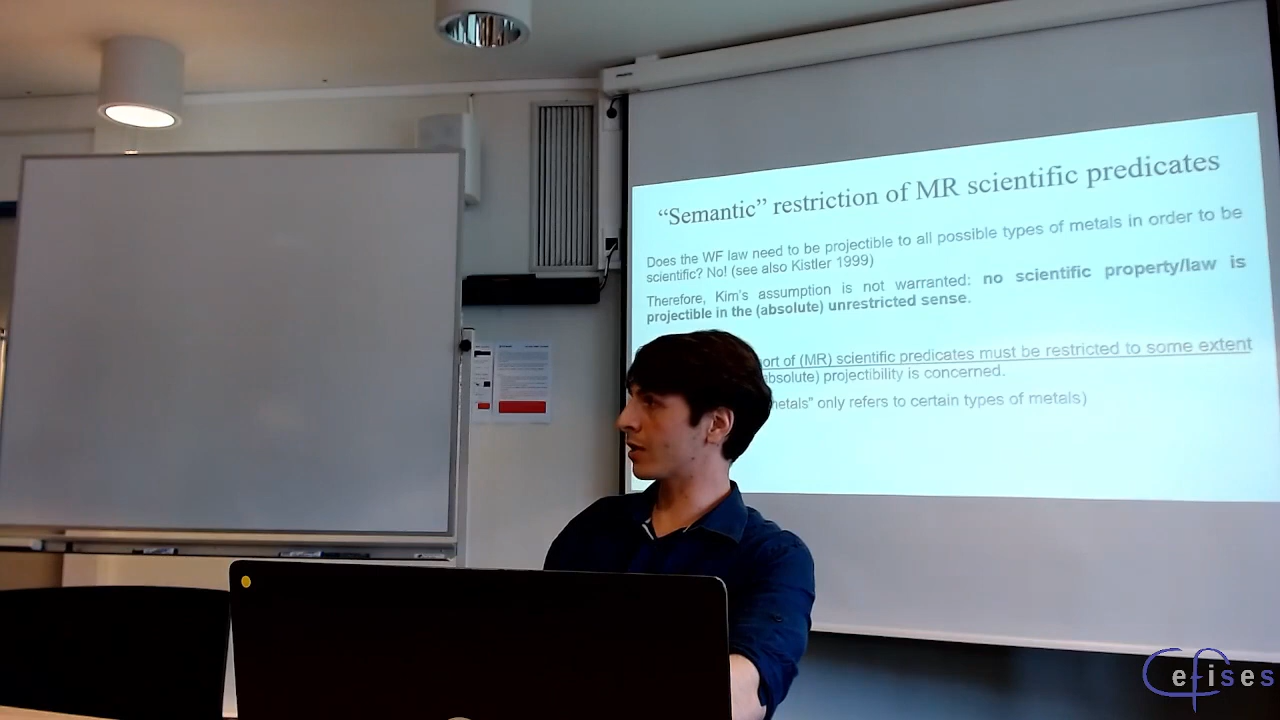 “Semantic” restriction of MR scientific predicates
Does the WF law need to be projectible to all possible types of metals in order to be
scientific? No! (see also Kistler 1999)
Therefore, Kim's assumption is not warranted: no scientific property/law is
projectible in the (absolute) unrestricted sense.
ort of (MR) scientific predicates must be restricted to some extent
absolute) projectibility is concerned.
metals” only refers to certain types of metals)
Cefises